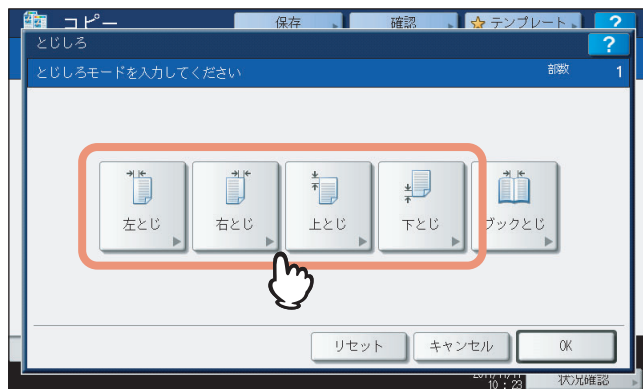 コピー 保存 確認 テンプレート ?
とじしろ ?
とじしろモードを入力してください 部数 1
左とじ 右とじ 上とじ 下とじ ブックとじ
リセット キャンセル OK
10:23 状況確認